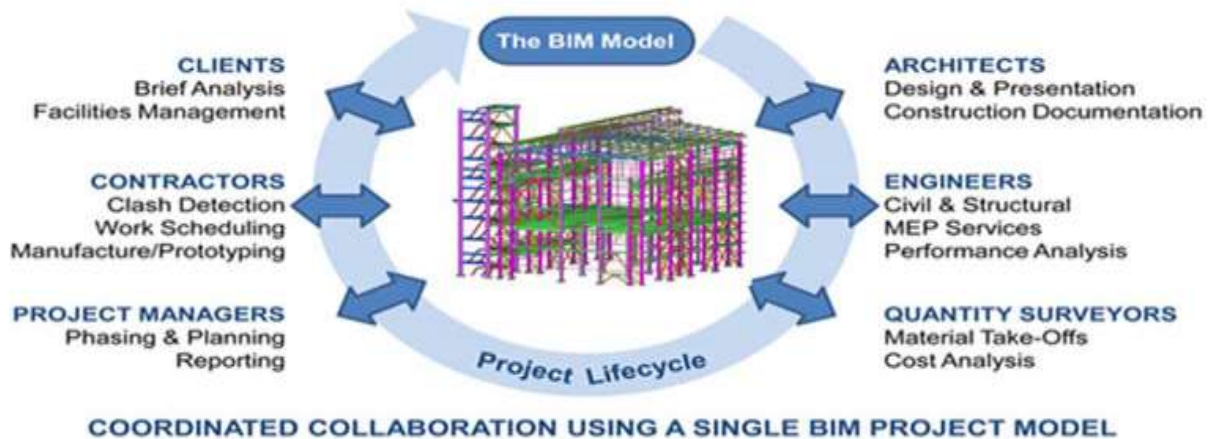 The BIM Model
CLIENTS
Brief Analysis
Facilities Management
CONTRACTORS
Clash Detection
Work Scheduling
Manufacture/Prototyping
PROJECT MANAGERS
Phasing & Planning
Reporting
ARCHITECTS
Design & Presentation
Construction Documentation
ENGINEERS
Civil & Structural
MEP Services
Performance Analysis
QUANTITY SURVEYORS
Material Take-Offs
Cost Analysis
Project Lifecycle
COORDINATED COLLABORATION USING A SINGLE BIM PROJECT MODEL